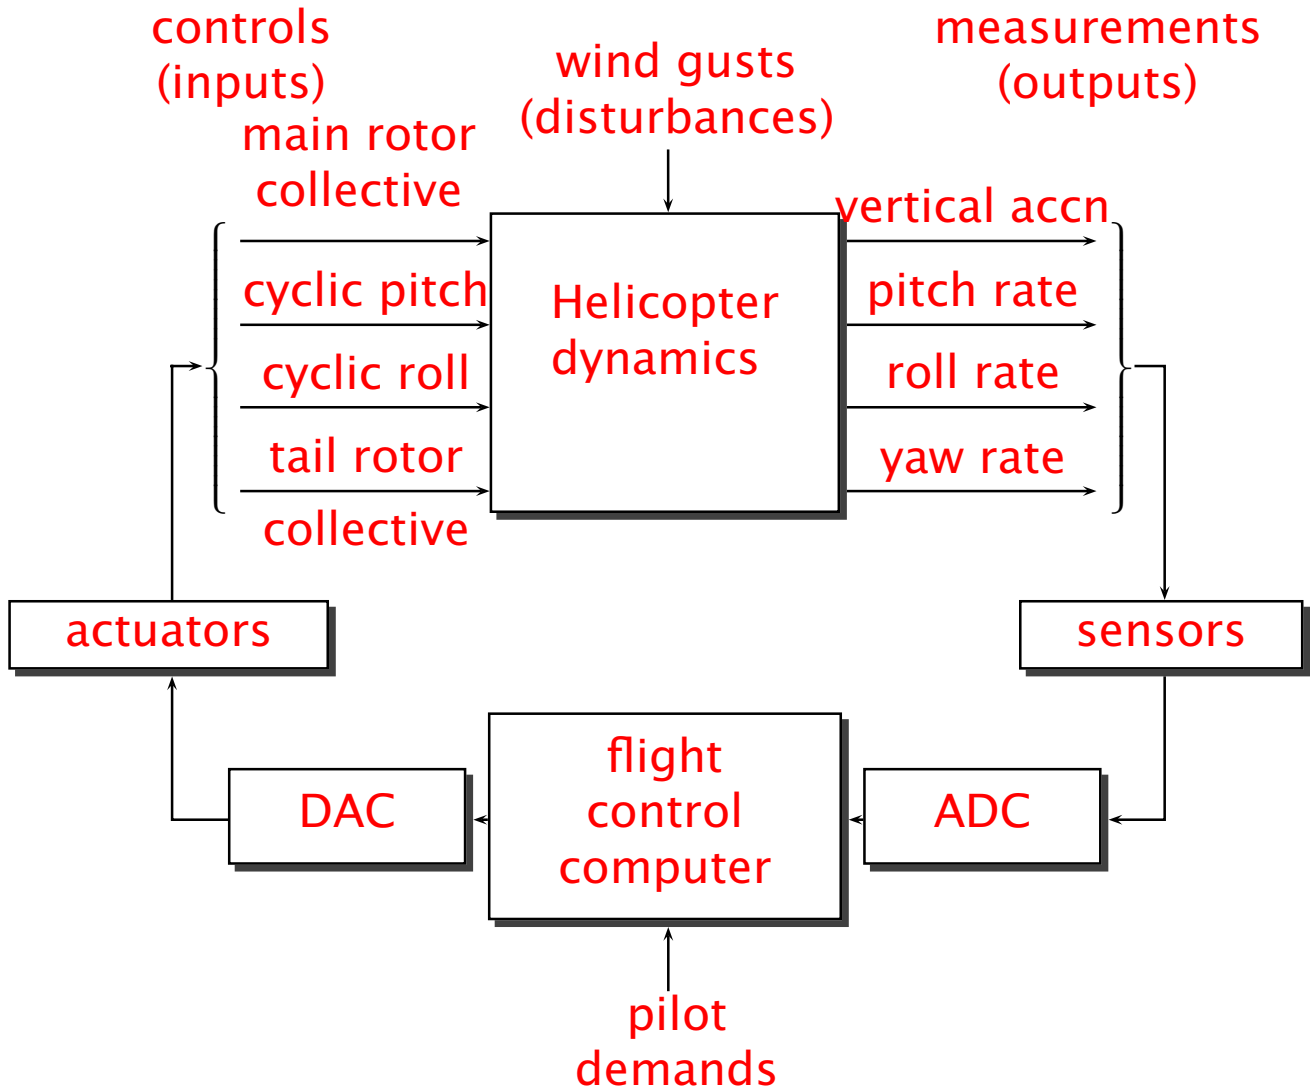 controls
(inputs)
wind gusts
(disturbances)
measurements
(outputs)
main rotor
collective
cyclic pitch
cyclic roll
tail rotor
collective
Helicopter
dynamics
vertical accn
pitch rate
roll rate
yaw rate
actuators
sensors
DAC
flight
control
computer
ADC
pilot
demands